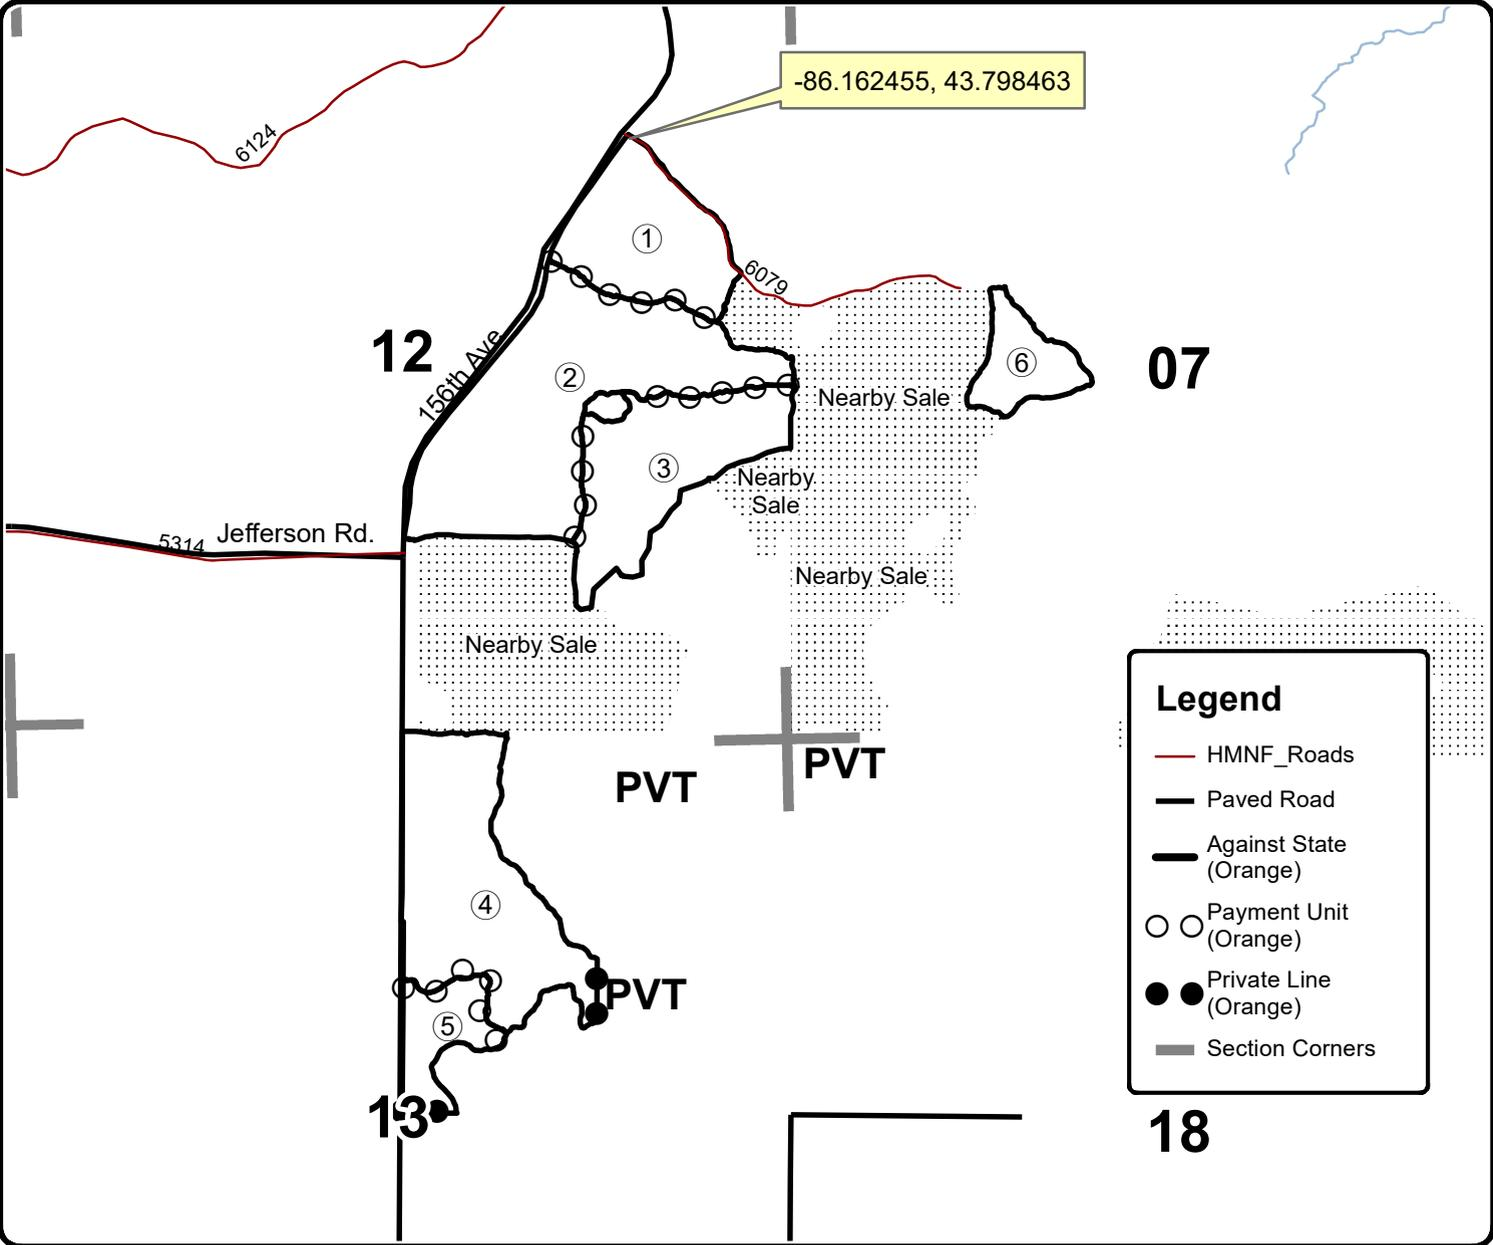 -86.162455, 43.798463
6124
1
6079
12
156th Ave.
2
6
07
Nearby Sale
3
Nearby
Sale
Jefferson Rd.
5314
Nearby Sale
Nearby Sale
PVT
PVT
4
PVT
5
13
18
Legend
HMNF_Roads
Paved Road
Against State
(Orange)
Payment Unit
(Orange)
Private Line
(Orange)
Section Corners